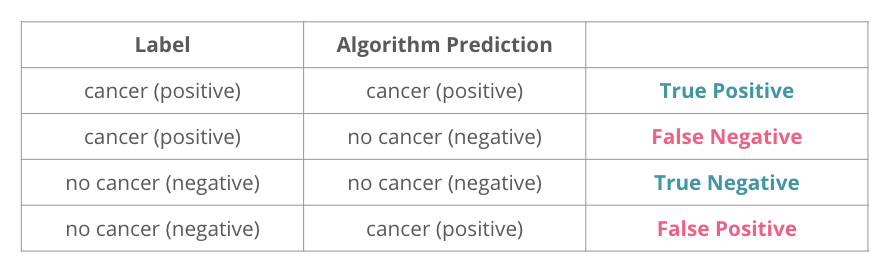 Label Algorithm Prediction
cancer (positive) cancer (positive) True Positive
cancer (positive) no cancer (negative) False Negative
no cancer (negative) no cancer (negative) True Negative
no cancer (negative) cancer (positive) False Positive